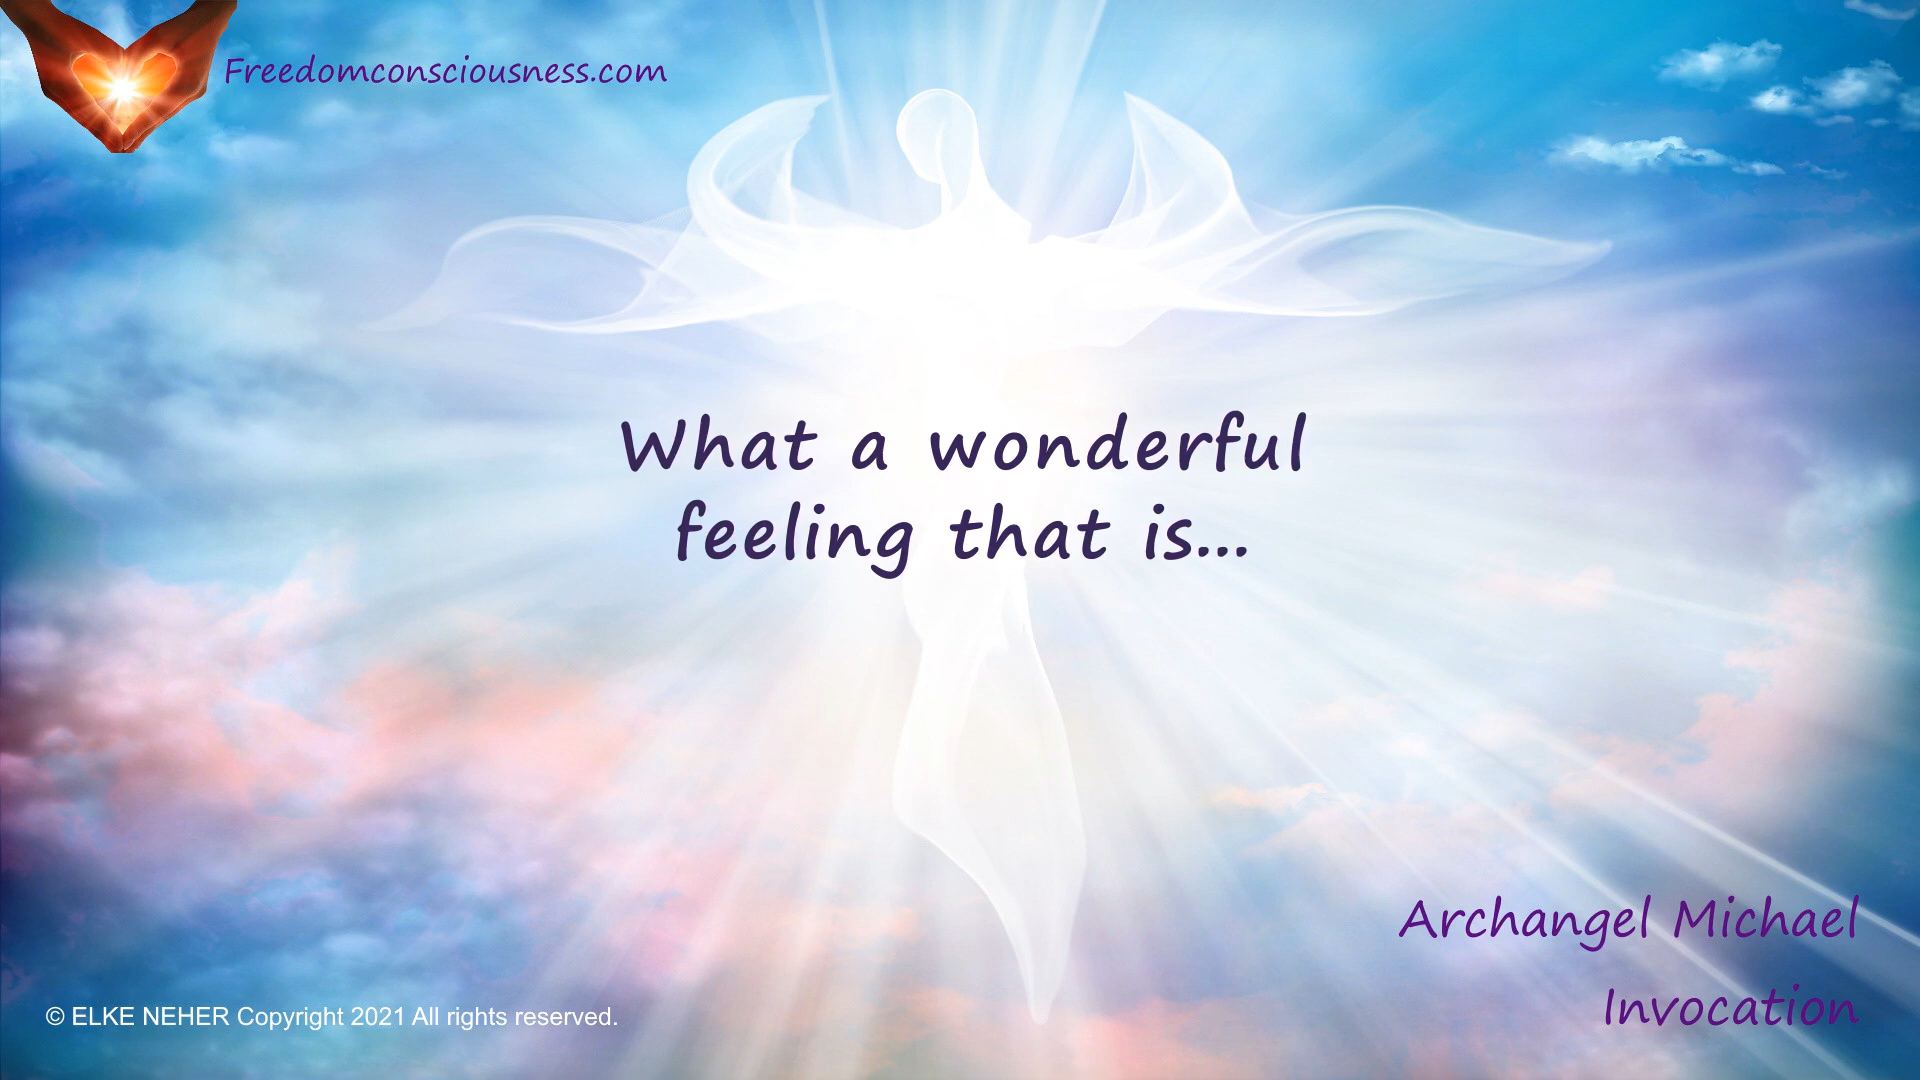 Freedomconsciousness.com
What a wonderful
feeling that is...
Archangel Michael
Invocation
© ELKE NEHER Copyright 2021 All rights reserved.